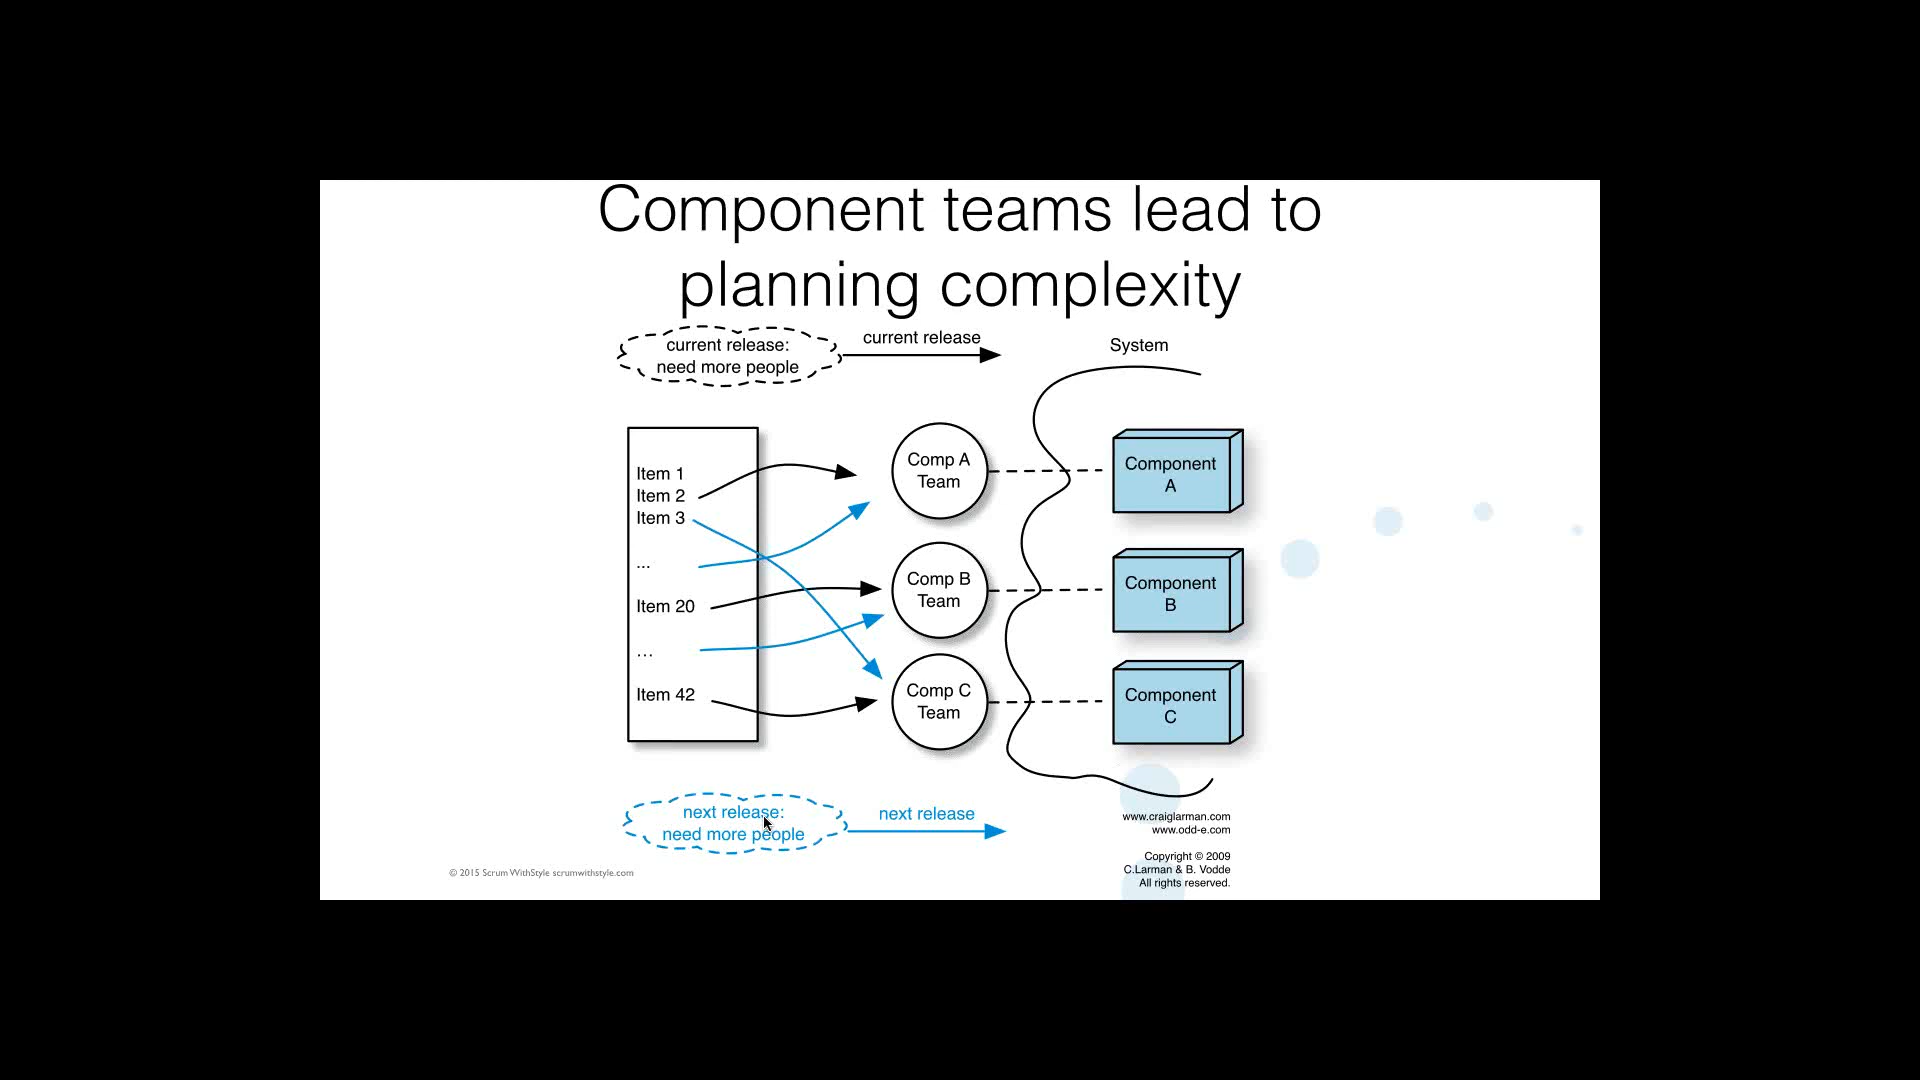 Component teams lead to
planning complexity
current release:
need more people
current release
System
Item 1
Item 2
Item 3
...
Item 20
...
Item 42
Comp A
Team
Comp B
Team
Comp C
Team
Component
A
Component
B
Component
C
next release:
need more people
next release
www.craiglarman.com
www.odd-e.com
Copyright © 2009
C.Larman & B. Vodde
All rights reserved.
© 2015 Scrum WithStyle scrumwithstyle.com